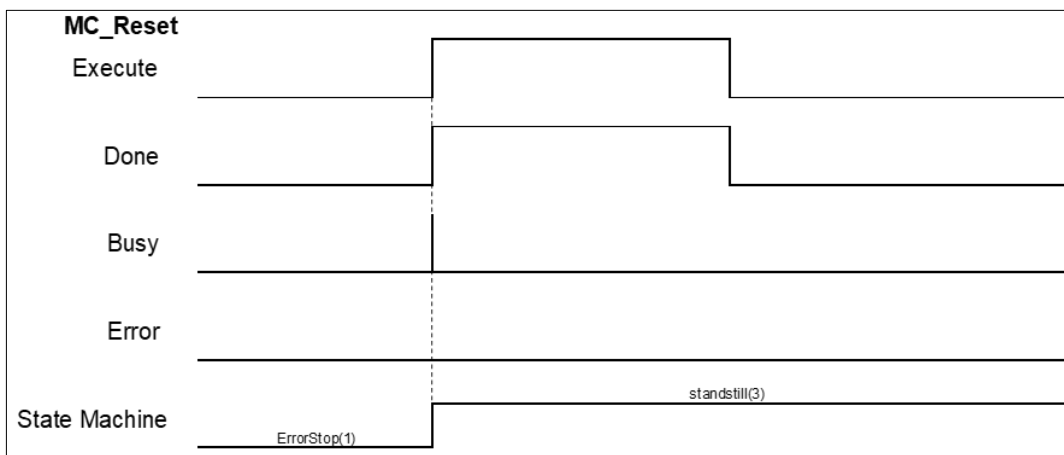 MC_Reset
Execute
Done
Busy
Error
standstill(3)
State Machine
ErrorStop(1)